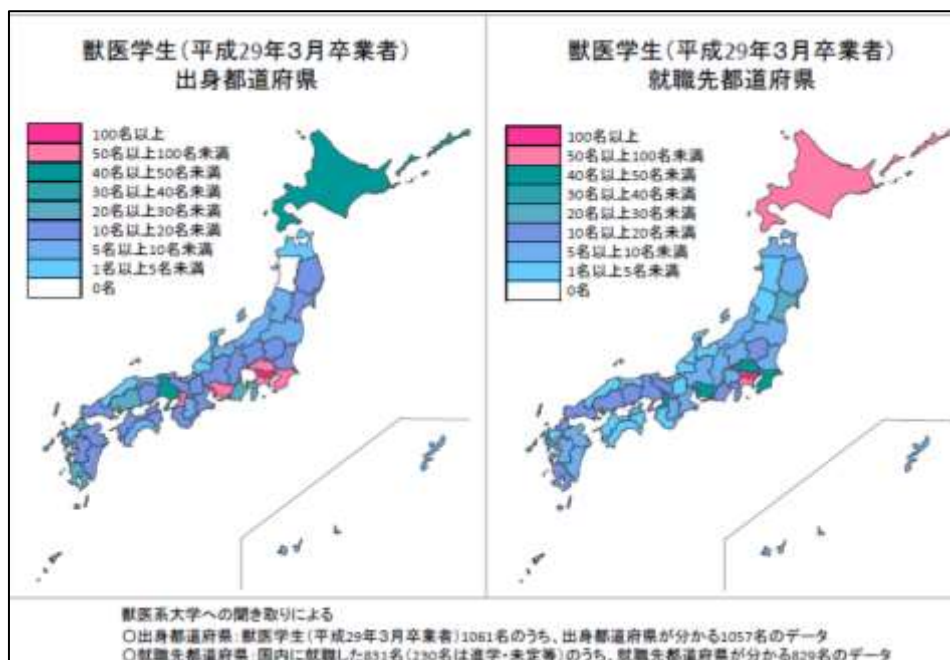 獣医学生(平成29年3月卒業者)
出身都道府県
100名以上
50名以上100名未満
40名以上50名未満
30名以上40名未満
20名以上30名未満
10名以上20名未満
5名以上10名未満
1名以上5名未満
0名
獣医学生(平成29年3月卒業者)
就職先都道府県
100名以上
50名以上100名未満
40名以上50名未満
30名以上40名未満
20名以上30名未満
10名以上20名未満
5名以上10名未満
1名以上5名未満
0名
獣医系大学への聞き取りによる
○出身都道府県:獣医学生(平成29年3月卒業者)1061名のうち、出身都道府県が分かる1057名のデータ
○就職先都道府県:国内に就職した831名(230名は進学・未定等)のうち、就職先都道府県が分かる829名のデータ